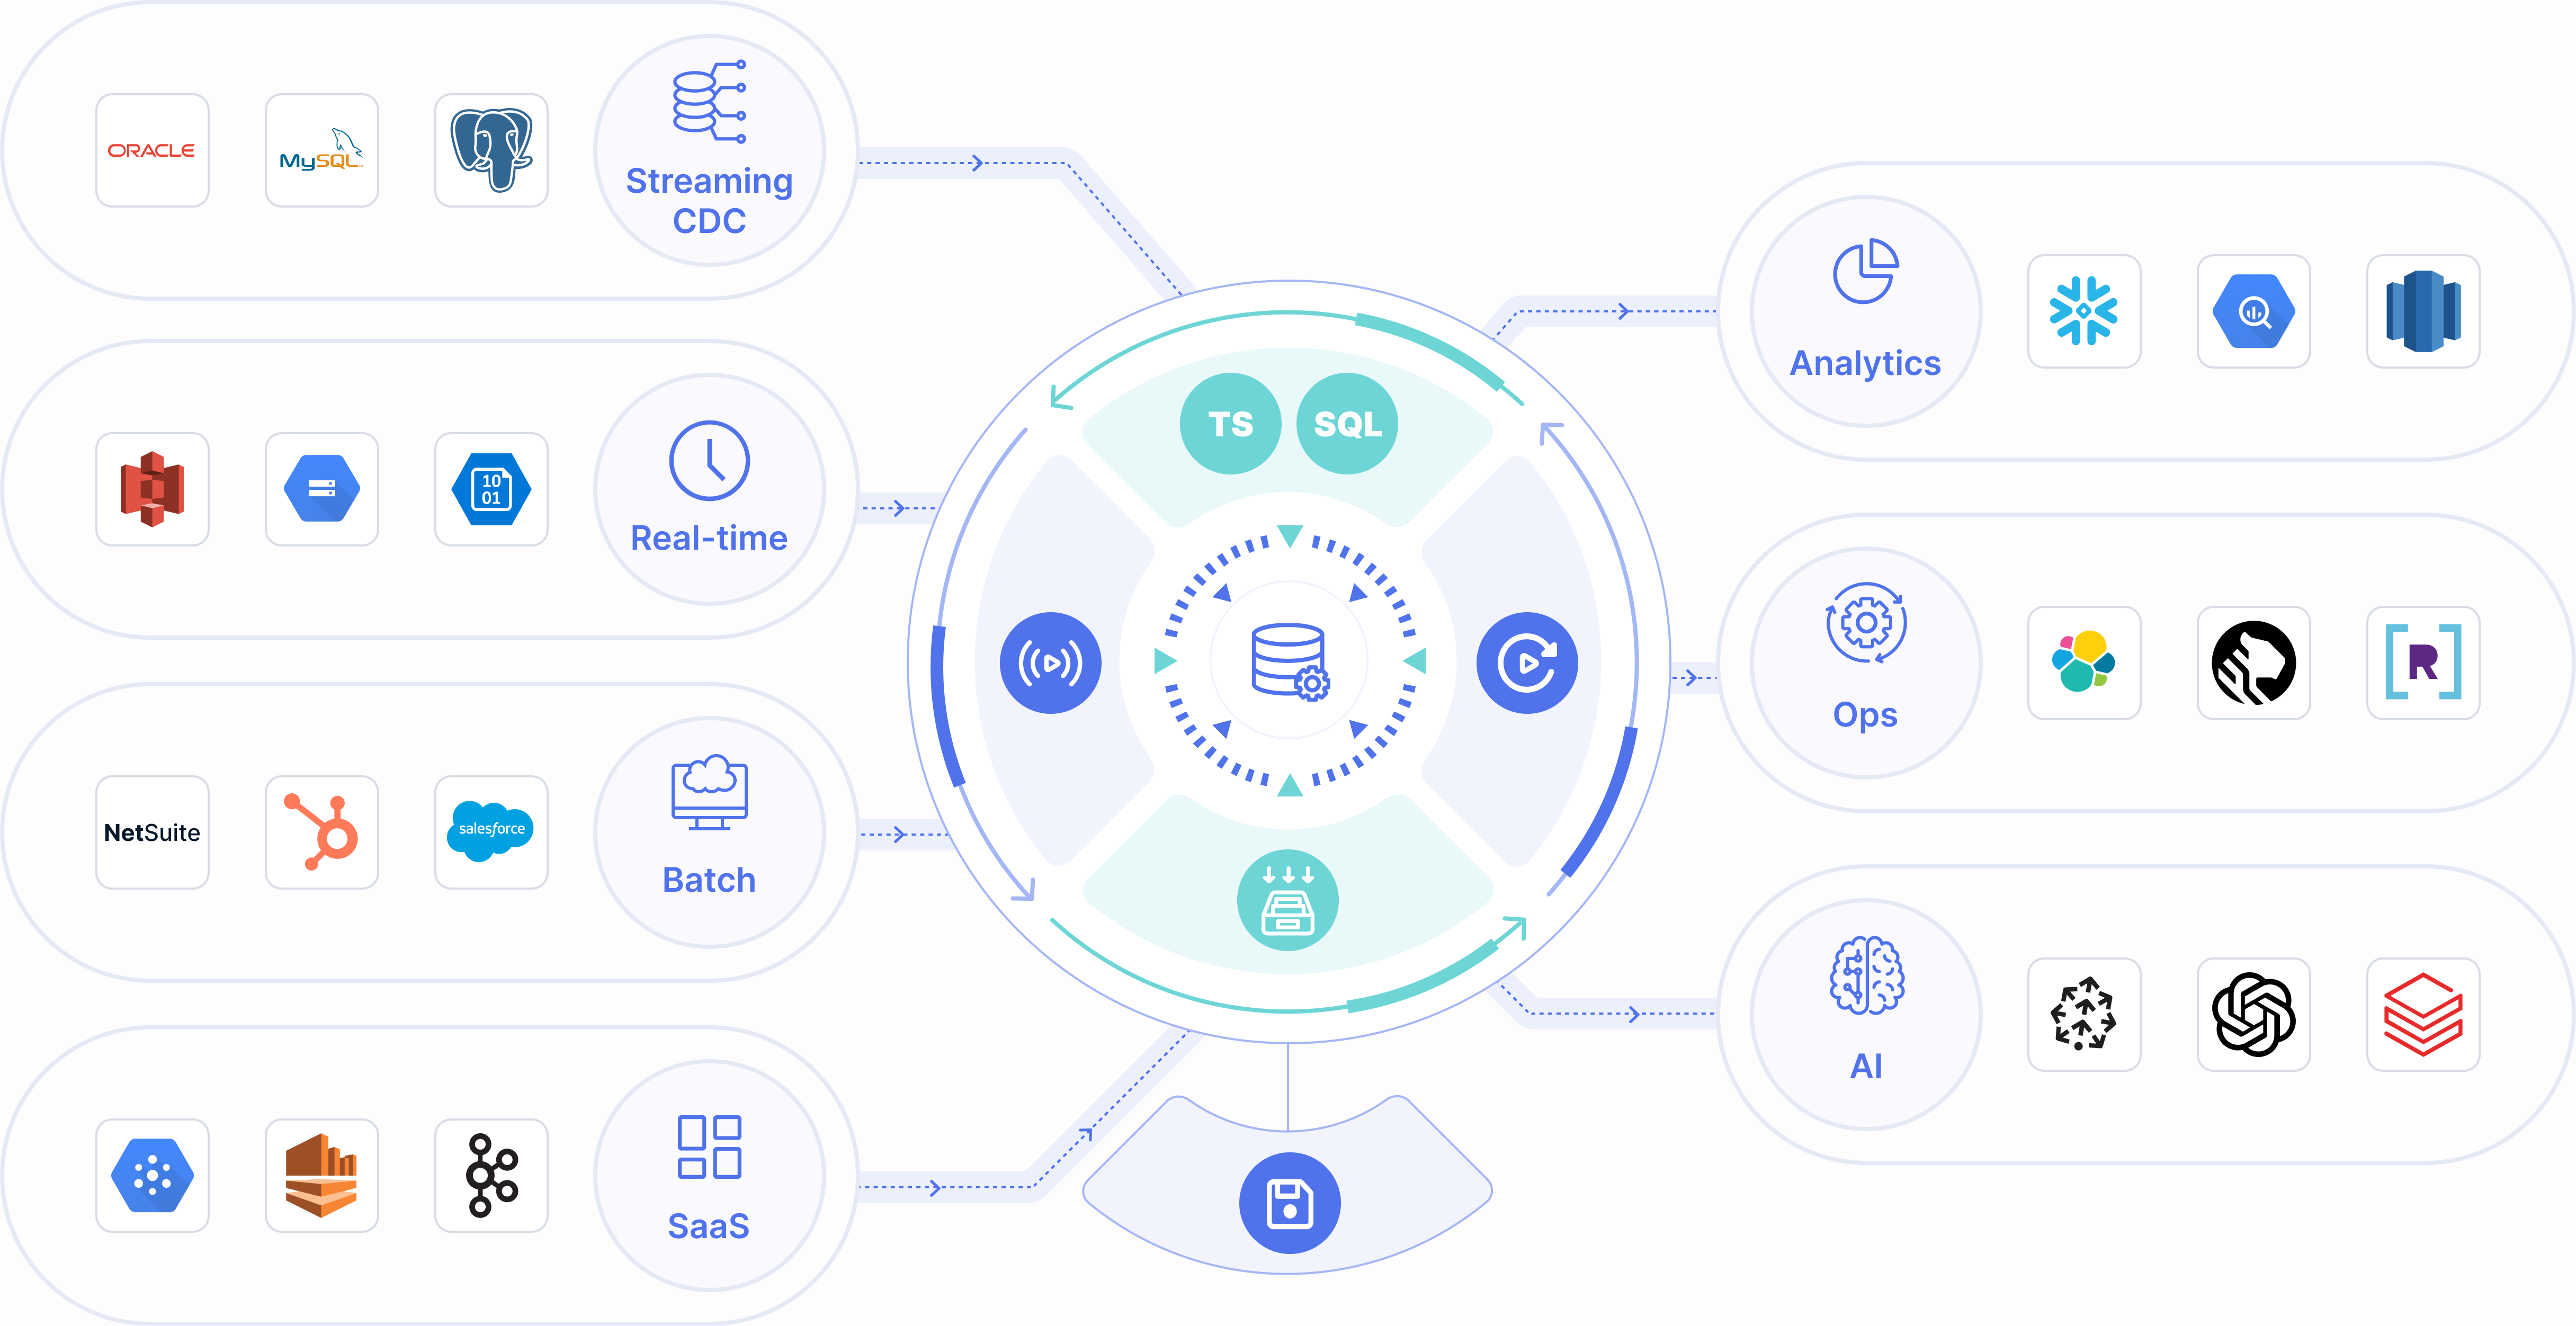 ORACLE
MySQL
Streaming
CDC
10
01
Real-time
NetSuite
salesforce
Batch
SaaS
TS
SQL
Analytics
R
Ops
AI